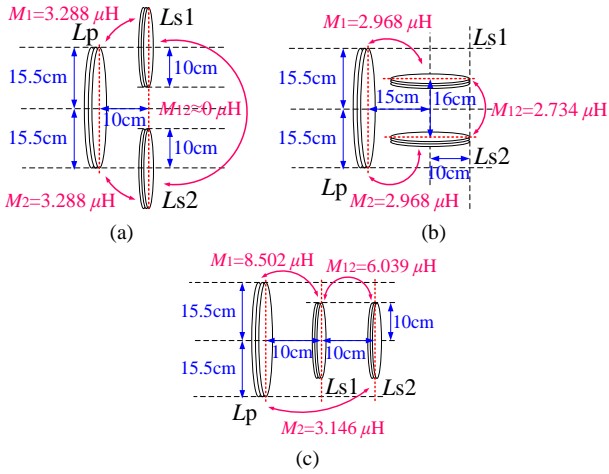 M1=3.288 μH
Lp
Ls1
15.5cm
10cm
10cm
M12≈0 μH
15.5cm
10cm
M2=3.288 μH
Ls2
(a)
M1=2.968 μH
Ls1
15.5cm
15cm
16cm
M12=2.734 μH
15.5cm
Ls2
Lp
10cm
M2=2.968 μH
(b)
M1=8.502 μH
M12=6.039 μH
15.5cm
10cm
10cm
10cm
15.5cm
Lp
Ls1
Ls2
M2=3.146 μH
(c)